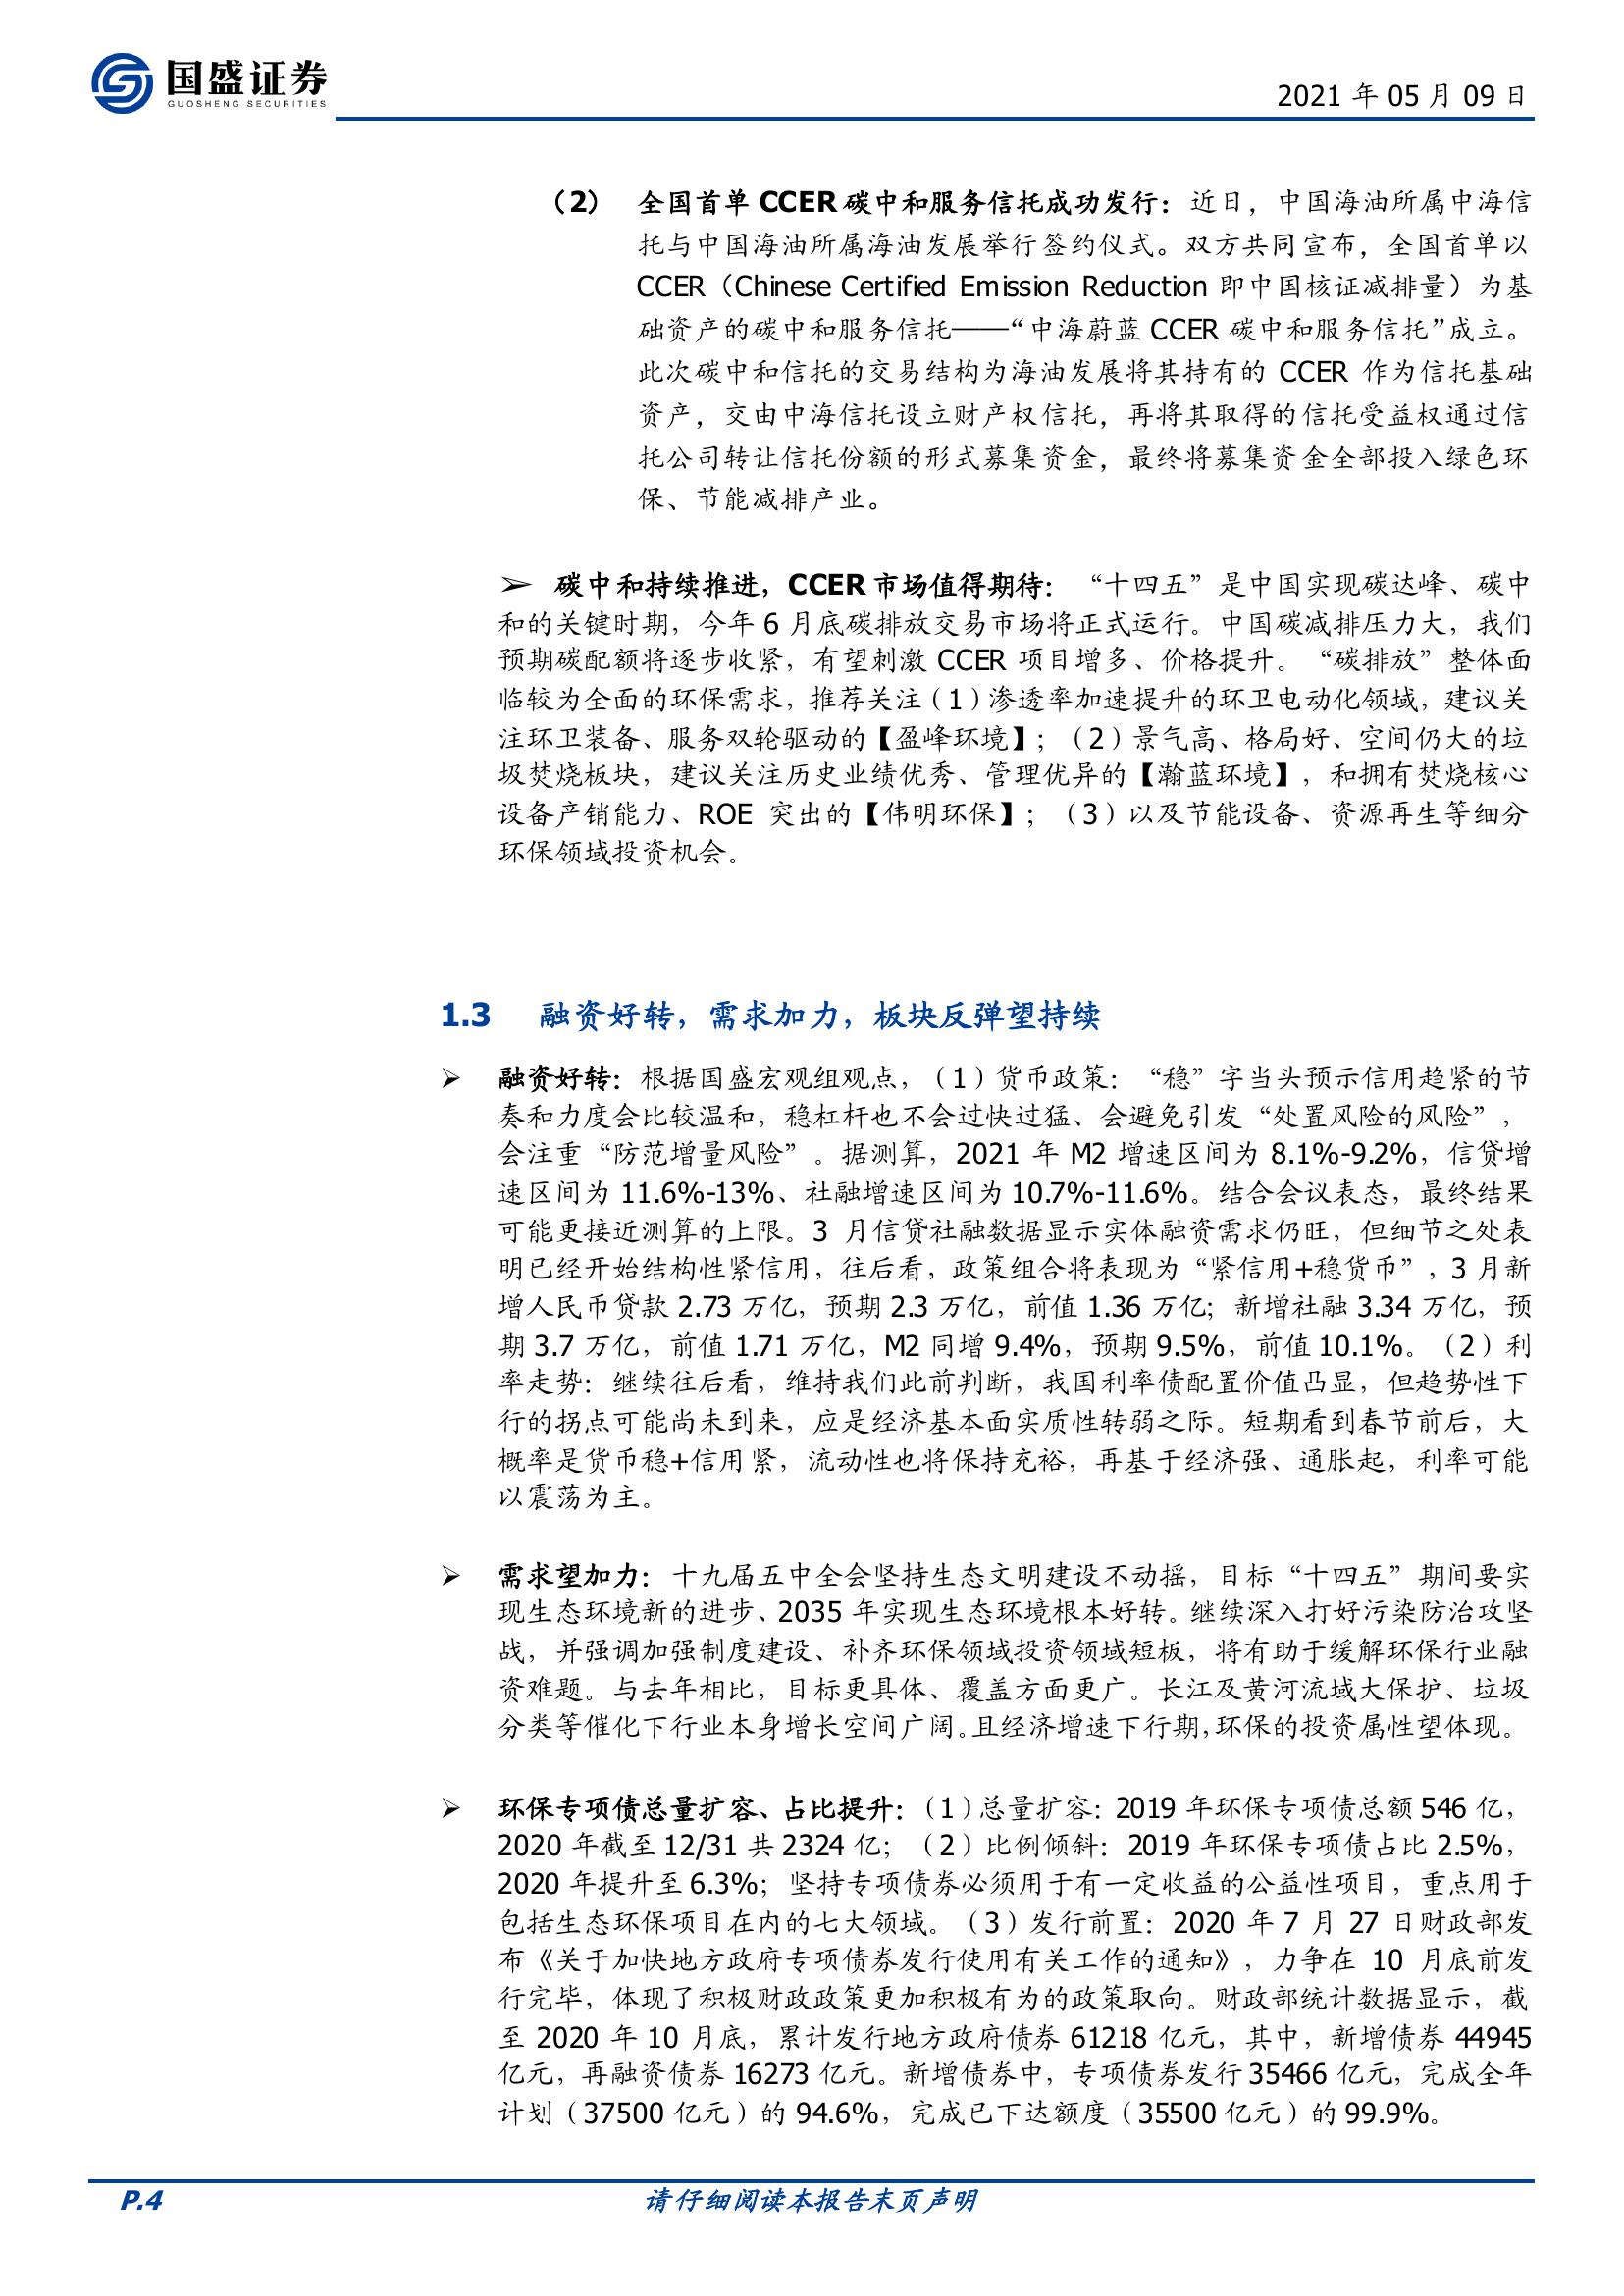 国盛证券
GUOSHENG SECURITIES
2021 年 05 月 09 日
（2） 全国首单 CCER 碳中和服务信托成功发行：近日，中国海油所属中海信
托与中国海油所属海油发展举行签约仪式。双方共同宣布，全国首单以
CCER（Chinese Certified Emission Reduction 即中国核证减排量）为基
础资产的碳中和服务信托——“中海蔚蓝 CCER 碳中和服务信托”成立。
此次碳中和信托的交易结构为海油发展将其持有的 CCER 作为信托基础
资产，交由中海信托设立财产权信托，再将其取得的信托受益权通过信
托公司转让信托份额的形式募集资金，最终将募集资金全部投入绿色环
保、节能减排产业。
➢ 碳中和持续推进，CCER 市场值得期待：“十四五”是中国实现碳达峰、碳中
和的关键时期，今年 6 月底碳排放交易市场将正式运行。中国碳减排压力大，我们
预期碳配额将逐步收紧，有望刺激 CCER 项目增多、价格提升。“碳排放”整体面
临较为全面的环保需求，推荐关注（1）渗透率加速提升的环卫电动化领域，建议关
注环卫装备、服务双轮驱动的【盈峰环境】；（2）景气高、格局好、空间仍大的垃
圾焚烧板块，建议关注历史业绩优秀、管理优异的【瀚蓝环境】，和拥有焚烧核心
设备产销能力、ROE 突出的【伟明环保】；（3）以及节能设备、资源再生等细分
环保领域投资机会。
1.3 融资好转，需求加力，板块反弹望持续
➢ 融资好转：根据国盛宏观组观点，（1）货币政策：“稳”字当头预示信用趋紧的节
奏和力度会比较温和，稳杠杆也不会过快过猛、会避免引发“处置风险的风险”，
会注重“防范增量风险”。据测算，2021 年 M2 增速区间为 8.1%-9.2%，信贷增
速区间为 11.6%-13%、社融增速区间为 10.7%-11.6%。结合会议表态，最终结果
可能更接近测算的上限。3 月信贷社融数据显示实体融资需求仍旺，但细节之处表
明已经开始结构性紧信用，往后看，政策组合将表现为“紧信用+稳货币”，3 月新
增人民币贷款 2.73 万亿，预期 2.3 万亿，前值 1.36 万亿；新增社融 3.34 万亿，预
期 3.7 万亿，前值 1.71 万亿，M2 同增 9.4%，预期 9.5%，前值 10.1%。（2）利
率走势：继续往后看，维持我们此前判断，我国利率债配置价值凸显，但趋势性下
行的拐点可能尚未到来，应是经济基本面实质性转弱之际。短期看到春节前后，大
概率是货币稳+信用紧，流动性也将保持充裕，再基于经济强、通胀起，利率可能
以震荡为主。
➢ 需求望加力：十九届五中全会坚持生态文明建设不动摇，目标“十四五”期间要实
现生态环境新的进步、2035 年实现生态环境根本好转。继续深入打好污染防治攻坚
战，并强调加强制度建设、补齐环保领域投资领域短板，将有助于缓解环保行业融
资难题。与去年相比，目标更具体、覆盖方面更广。长江及黄河流域大保护、垃圾
分类等催化下行业本身增长空间广阔。且经济增速下行期，环保的投资属性望体现。
➢ 环保专项债总量扩容、占比提升：（1）总量扩容：2019 年环保专项债总额 546 亿，
2020 年截至 12/31 共 2324 亿；（2）比例倾斜：2019 年环保专项债占比 2.5%，
2020 年提升至 6.3%；坚持专项债券必须用于有一定收益的公益性项目，重点用于
包括生态环保项目在内的七大领域。（3）发行前置：2020 年 7 月 27 日财政部发
布《关于加快地方政府专项债券发行使用有关工作的通知》，力争在 10 月底前发
行完毕，体现了积极财政政策更加积极有为的政策取向。财政部统计数据显示，截
至 2020 年 10 月底，累计发行地方政府债券 61218 亿元，其中，新增债券 44945
亿元，再融资债券 16273 亿元。新增债券中，专项债券发行 35466 亿元，完成全年
计划（37500 亿元）的 94.6%，完成已下达额度（35500 亿元）的 99.9%。
P.4 请仔细阅读本报告末页声明